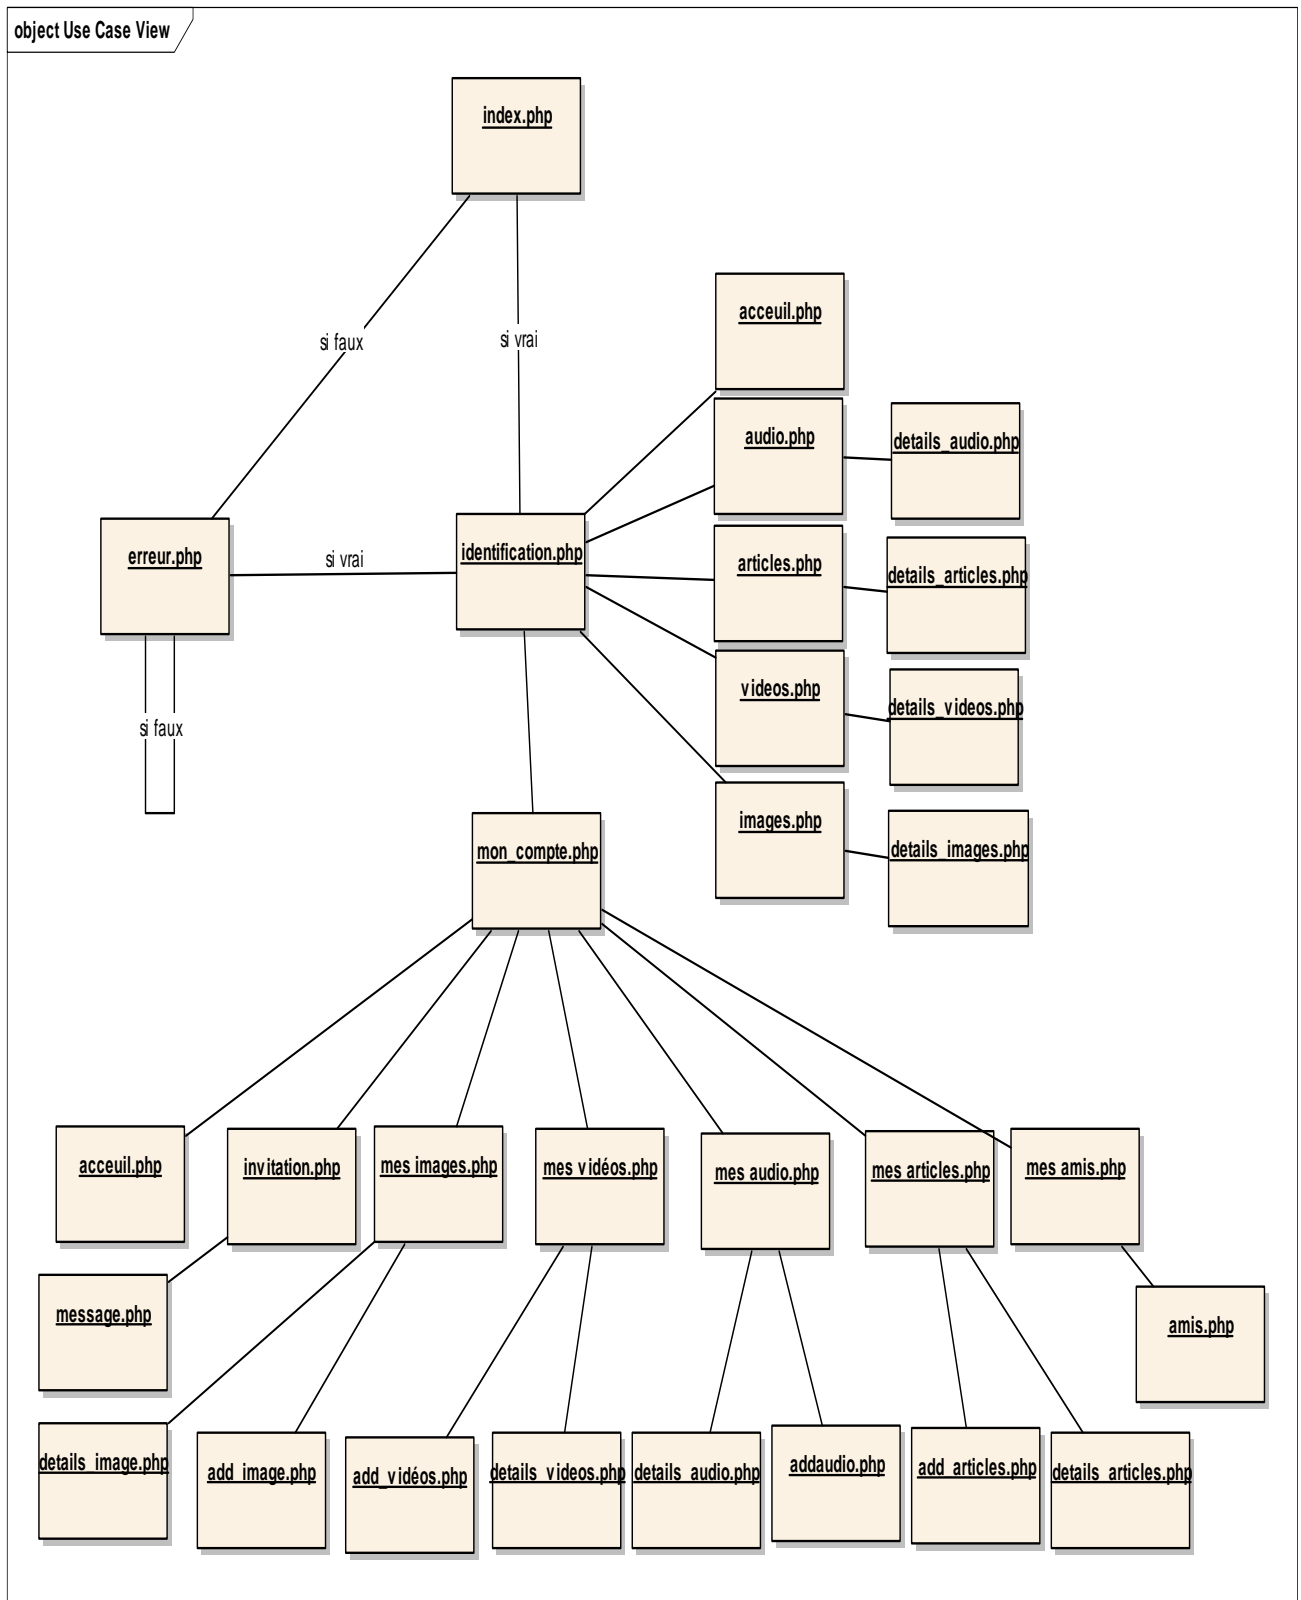 object Use Case View
index.php
acceuil.php
si faux
si vrai
audio.php
details_audio.php
erreur.php
si vrai
identification.php
articles.php
details_articles.php
videos.php
details_videos.php
si faux
images.php
details_images.php
mon_compte.php
acceuil.php
invitation.php
mes images.php
mes vidéos.php
mes audio.php
mes articles.php
mes amis.php
message.php
amis.php
details_image.php
add_image.php
add_vidéos.php
details_videos.php
details_audio.php
addaudio.php
add_articles.php
details_articles.php